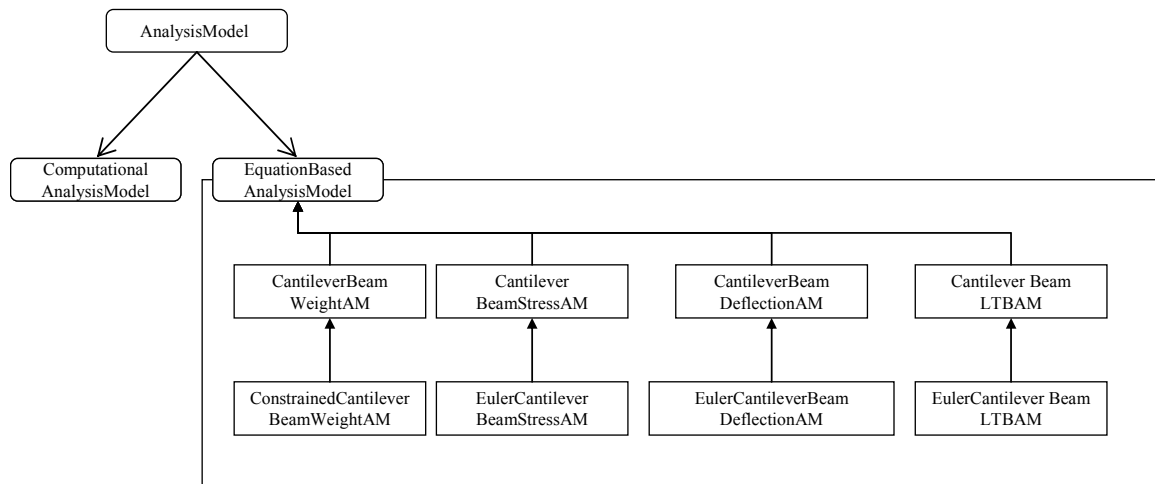 AnalysisModel
Computational
AnalysisModel
EquationBased
AnalysisModel
CantileverBeam
WeightAM
Cantilever
BeamStressAM
CantileverBeam
DeflectionAM
Cantilever Beam
LTBAM
ConstrainedCantilever
BeamWeightAM
EulerCantilever
BeamStressAM
EulerCantileverBeam
DeflectionAM
EulerCantilever Beam
LTBAM